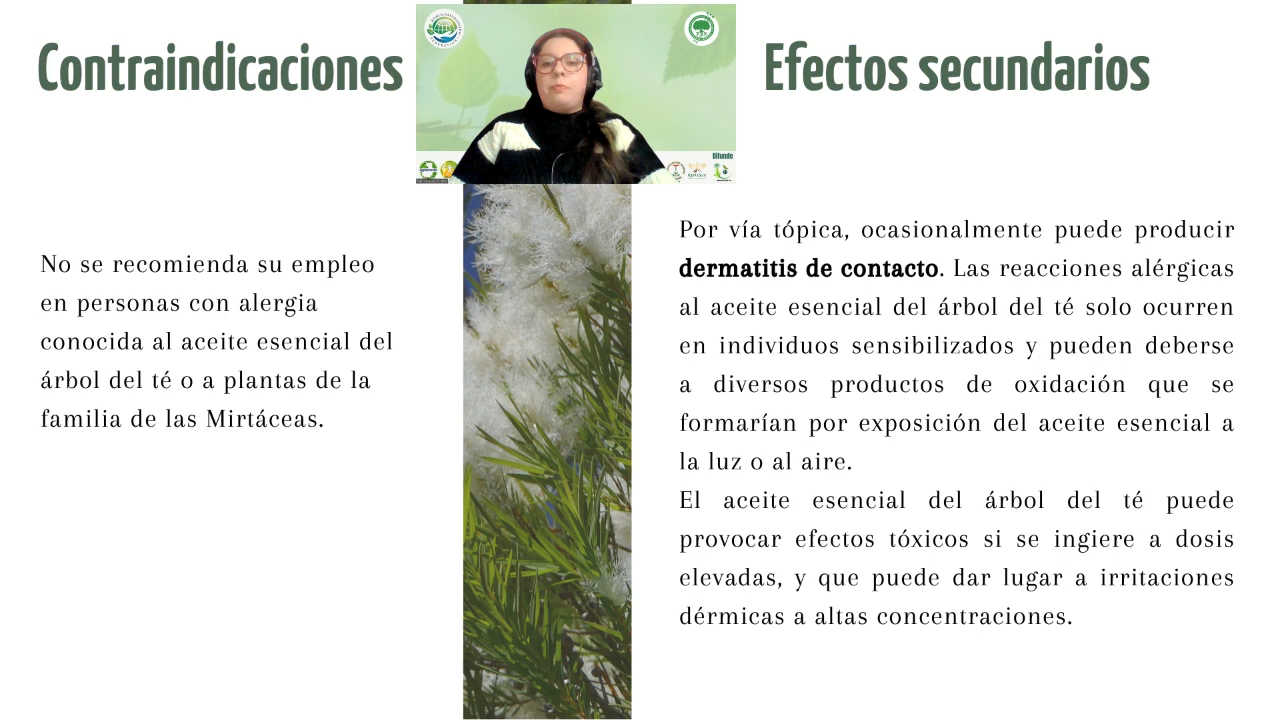 Contraindicaciones
Efectos secundarios
Difunde
No se recomienda su empleo
en personas con alergia
conocida al aceite esencial del
árbol del té o a plantas de la
familia de las Mirtáceas.
Por vía tópica, ocasionalmente puede producir
dermatitis de contacto. Las reacciones alérgicas
al aceite esencial del árbol del té solo ocurren
en individuos sensibilizados y pueden deberse
a diversos productos de oxidación que se
formarían por exposición del aceite esencial a
la luz o al aire.
El aceite esencial del árbol del té puede
provocar efectos tóxicos si se ingiere a dosis
elevadas, y que puede dar lugar a irritaciones
dérmicas a altas concentraciones.